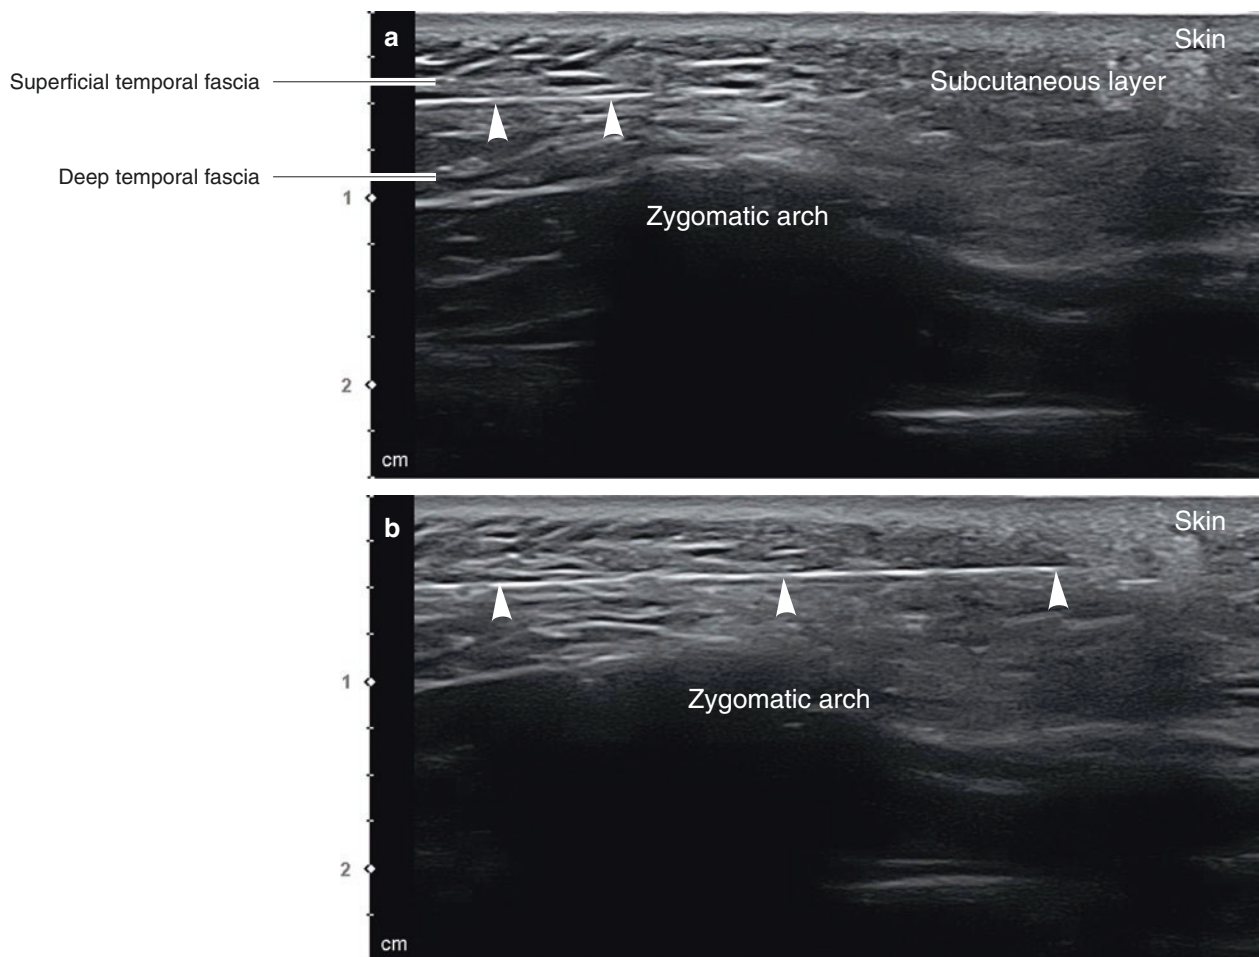 a
Skin
Superficial temporal fascia
Subcutaneous layer
Deep temporal fascia
1
Zygomatic arch
2
cm
b
Skin
1
Zygomatic arch
2
cm